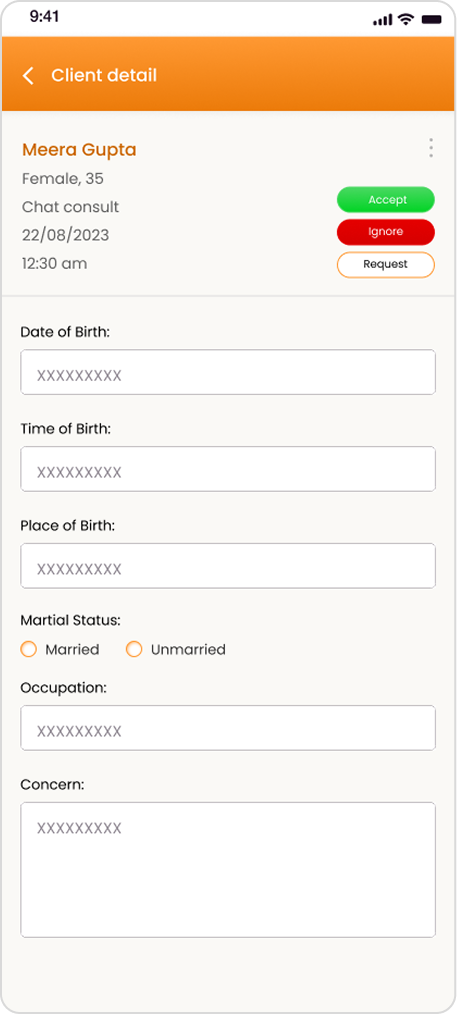 9:41
Client detail
Meera Gupta
Female, 35
Chat consult
22/08/2023
12:30 am
Accept
Ignore
Request
Date of Birth:
XXXXXXXXX
Time of Birth:
XXXXXXXXX
Place of Birth:
XXXXXXXXX
Martial Status:
Married Unmarried
Occupation:
XXXXXXXXX
Concern:
XXXXXXXXX